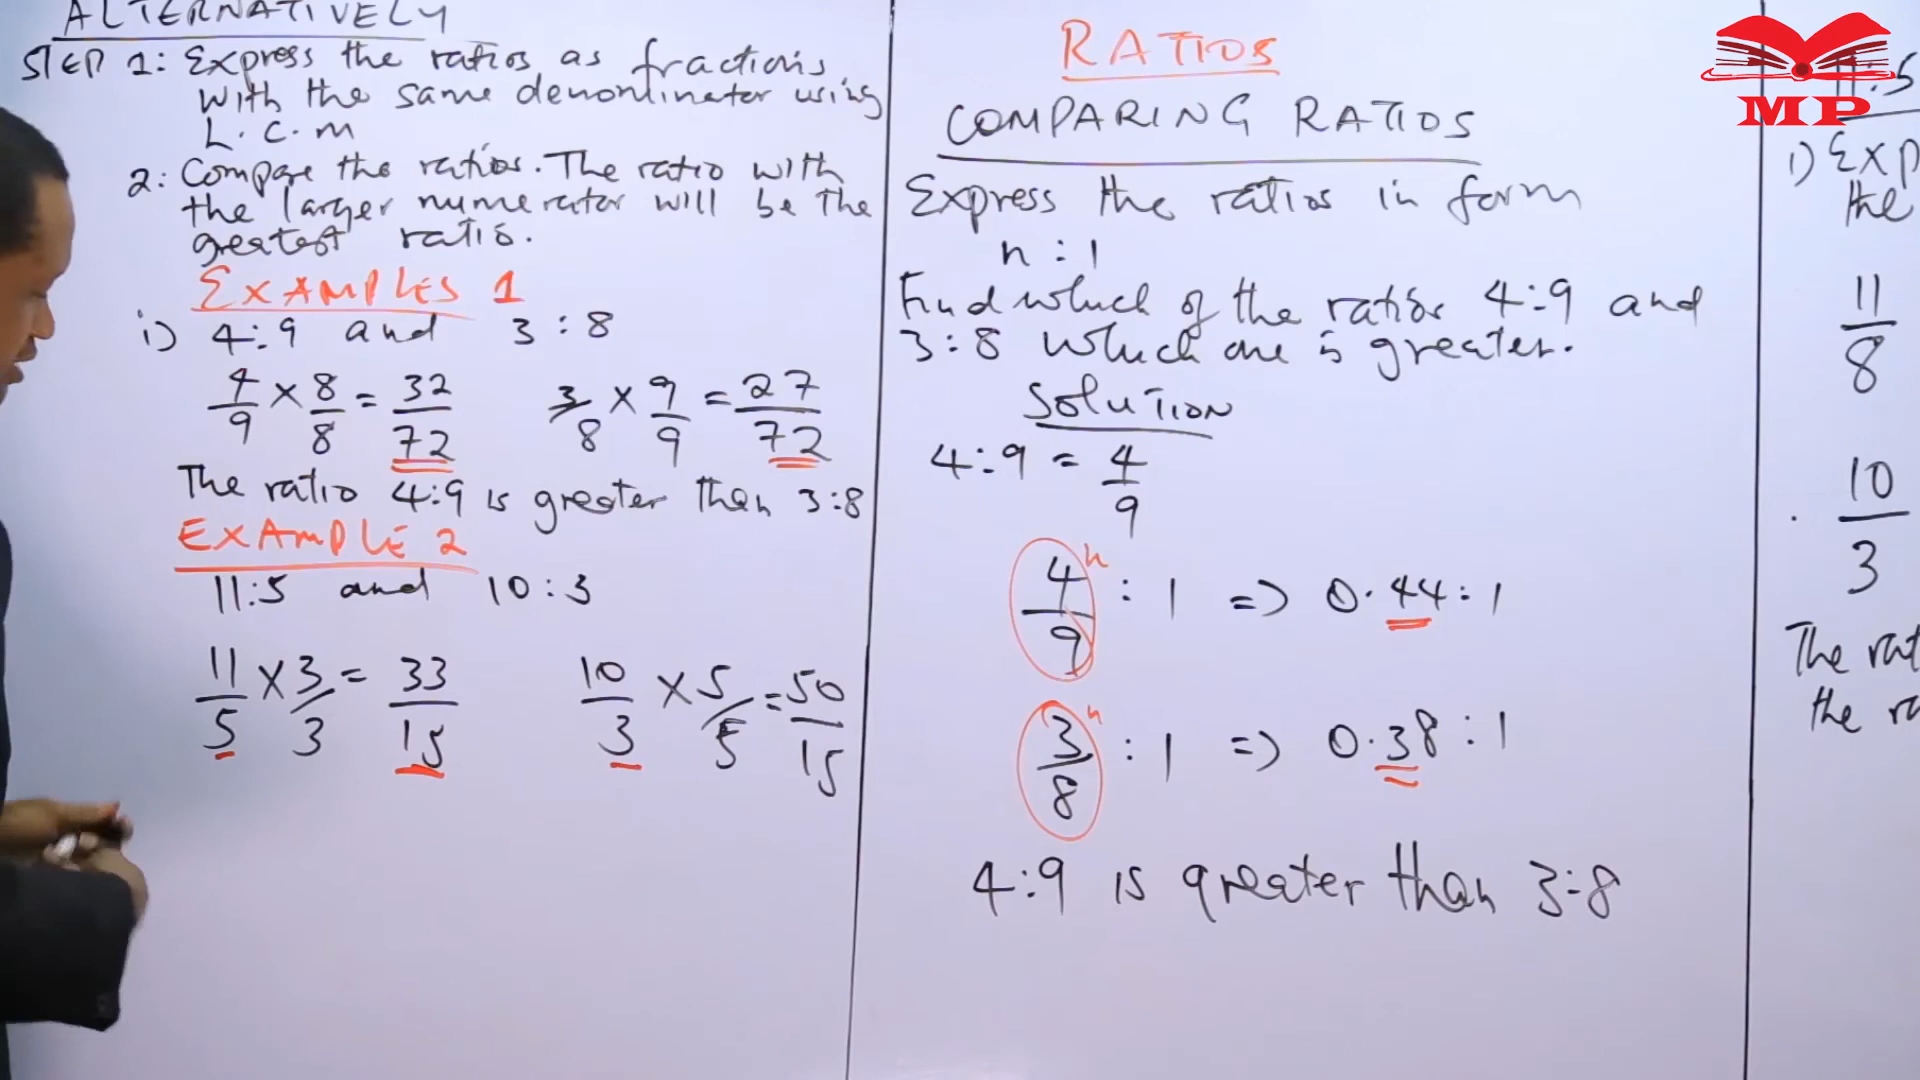 ALTERNATIVELY
STEP 1: Express the ratios as fractions
with the same denominator using
L.C.M
2: Compare the ratios. The ratio with
the larger numerator will be the
greatest ratio.
EXAMPLES 1
i) 4:9 and 3:8
4/9 × 8/8 = 32/72 3/8 × 9/9 = 27/72
The ratio 4:9 is greater than 3:8
EXAMPLE 2
11:5 and 10:3
11/5 × 3/3 = 33/15 10/3 × 5/5 = 50/15
RATIOS
COMPARING RATIOS
Express the ratios in form
n : 1
Find which of the ratios 4:9 and
3:8 which one is greater.
Solution
4:9 = 4/9
4/9 n : 1 => 0.44 : 1
3/8 n : 1 => 0.38 : 1
4:9 is greater than 3:8
MP
i) Exp
the
11/8
10/3
The rat
the ra